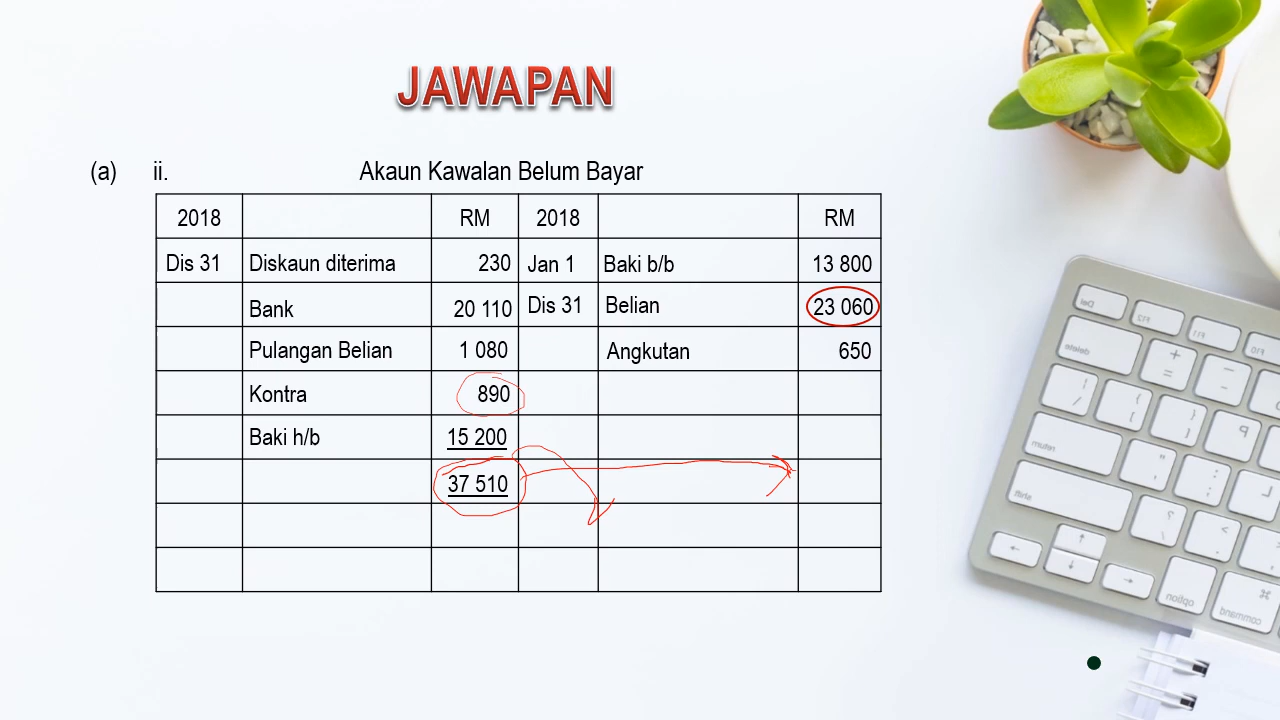 JAWAPAN
(a) ii. Akaun Kawalan Belum Bayar
2018 RM 2018 RM
Dis 31 Diskaun diterima 230 Jan 1 Baki b/b 13 800
Bank 20 110 Dis 31 Belian 23 060
Pulangan Belian 1 080 Angkutan 650
Kontra 890
Baki h/b 15 200
37 510